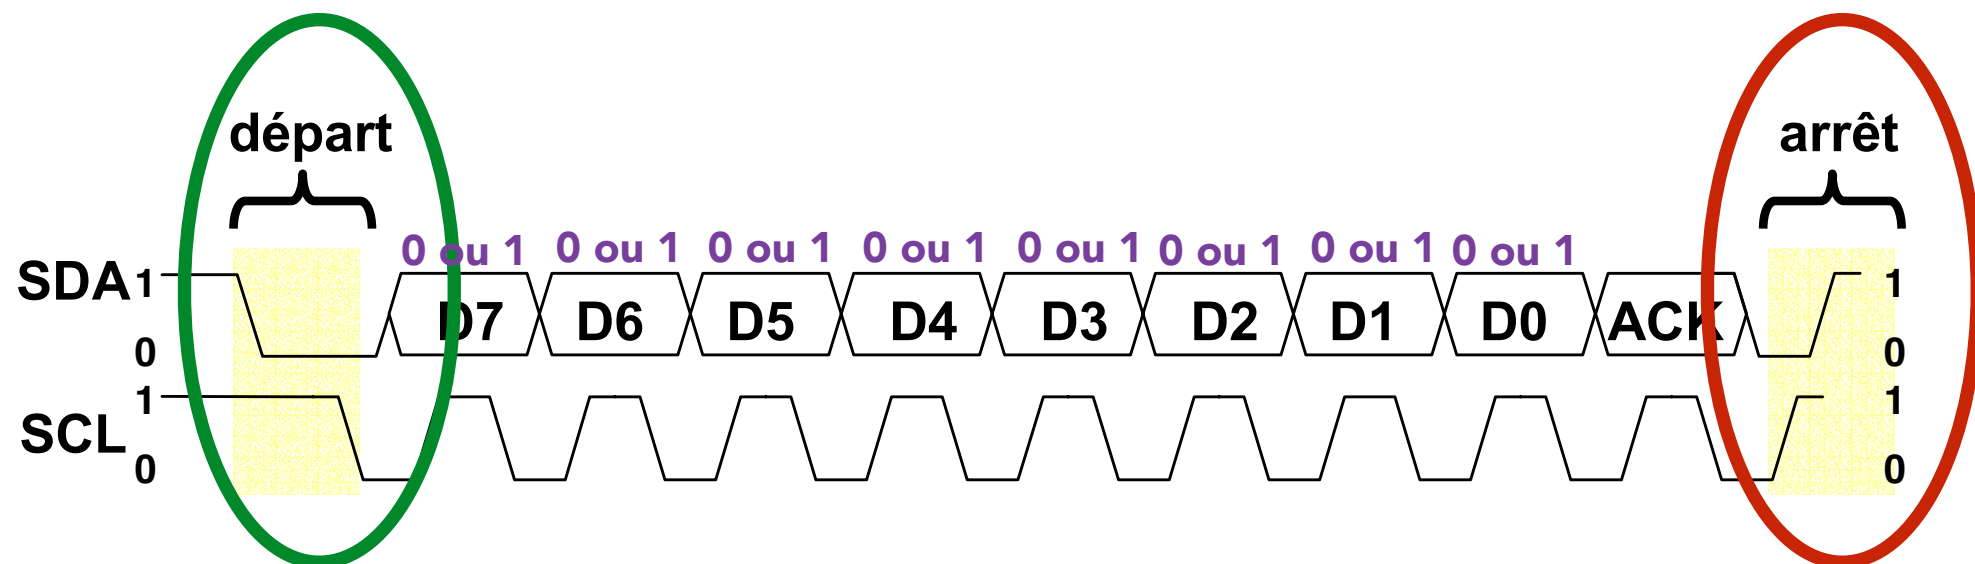 départ arrêt
0 ou 1 0 ou 1 0 ou 1 0 ou 1 0 ou 1 0 ou 1 0 ou 1 0 ou 1
SDA 1 D7 D6 D5 D4 D3 D2 D1 D0 ACK 1
0 0
1 1
SCL
0 0